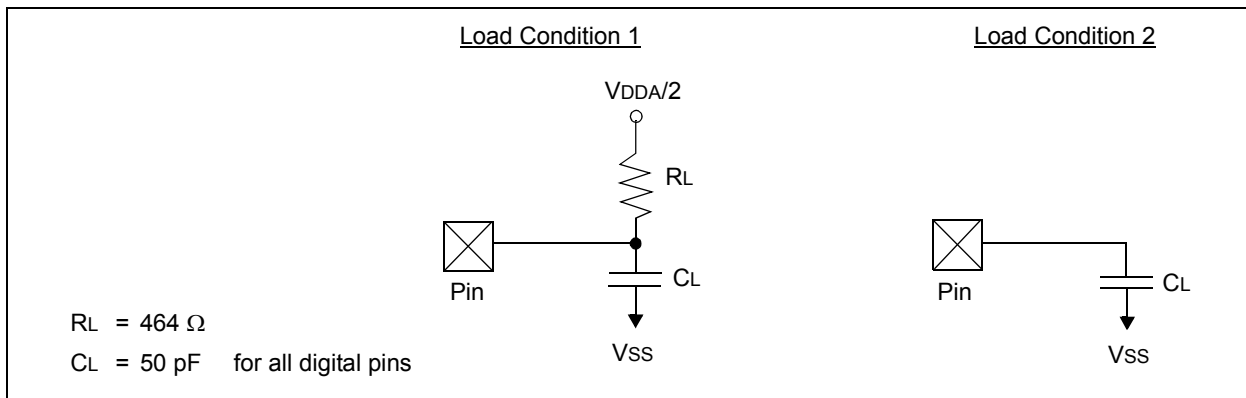 Load Condition 1
Load Condition 2
VDDA/2
RL
CL
Pin
VSS
CL
Pin
VSS
RL = 464 Ω
CL = 50 pF for all digital pins